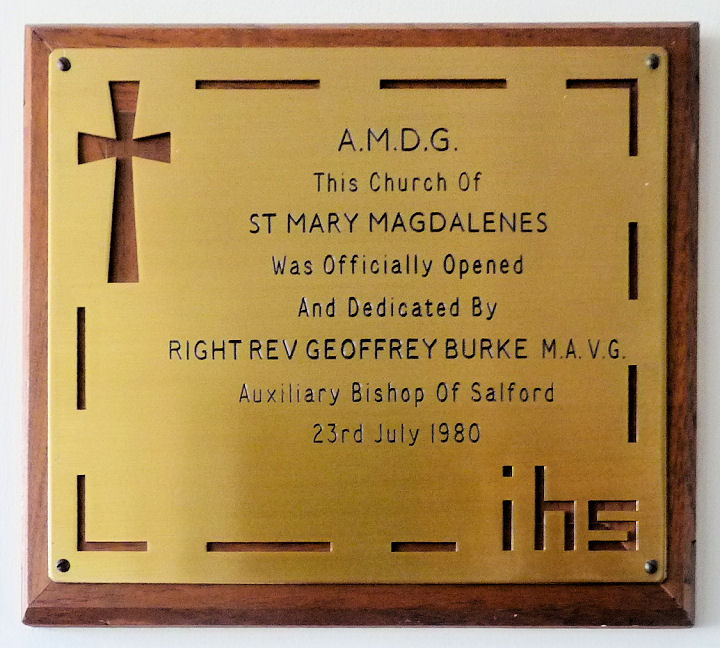 A.M.D.G.
This Church Of
ST MARY MAGDALENES
Was Officially Opened
And Dedicated By
RIGHT REV GEOFFREY BURKE M.A.V.G.
Auxiliary Bishop Of Salford
23rd July 1980
ihs